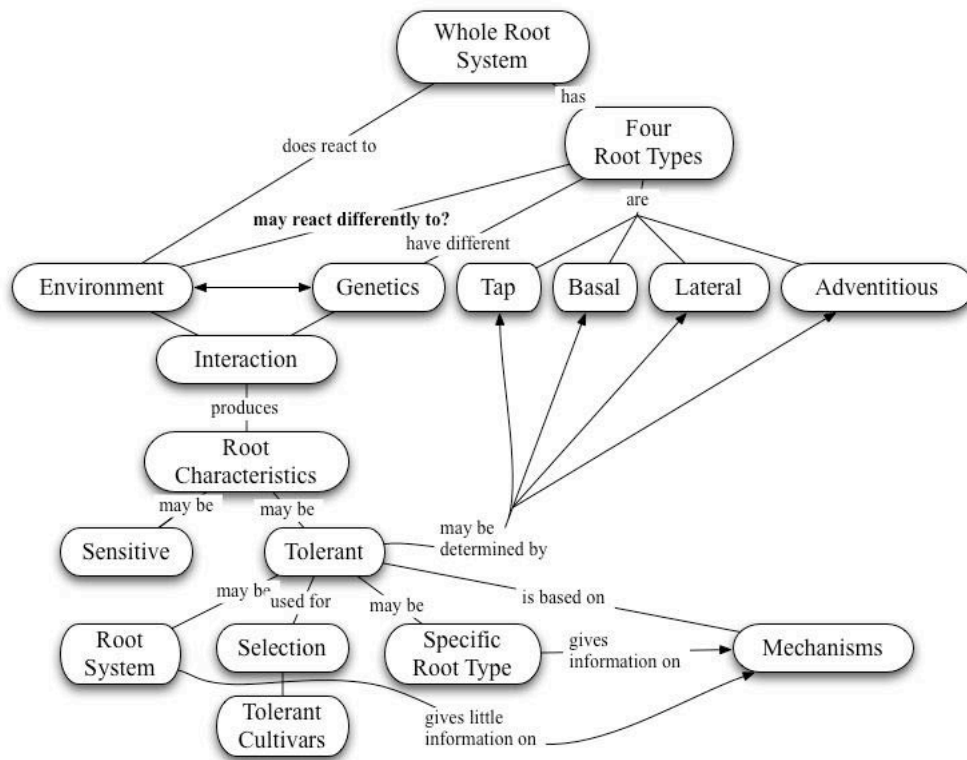 Whole Root
System
has
Four
Root Types
does react to
are
may react differently to?
have different
Environment
Genetics
Tap
Basal
Lateral
Adventitious
Interaction
produces
Root
Characteristics
may be
may be
Sensitive
Tolerant
may be
determined by
may be
used for
may be
is based on
Root
System
Selection
Specific
Root Type
gives
information on
Mechanisms
Tolerant
Cultivars
gives little
information on